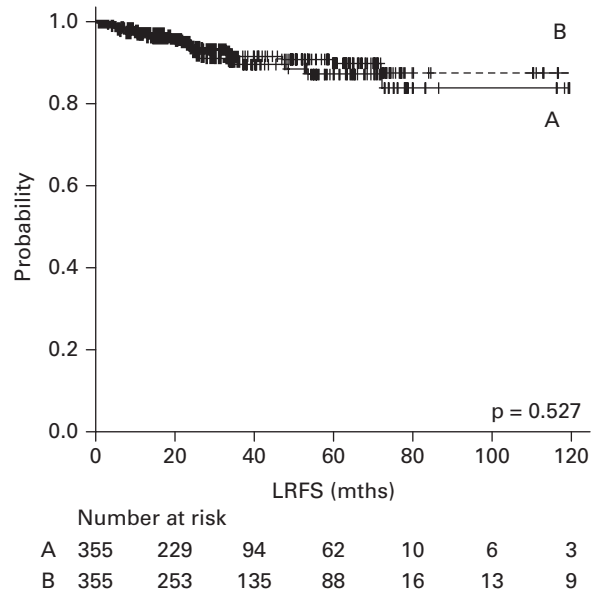 1.0
B
0.8
A
0.6
Probability
0.4
0.2
p = 0.527
0.0
0 20 40 60 80 100 120
LRFS (mths)
Number at risk
A 355 229 94 62 10 6 3
B 355 253 135 88 16 13 9